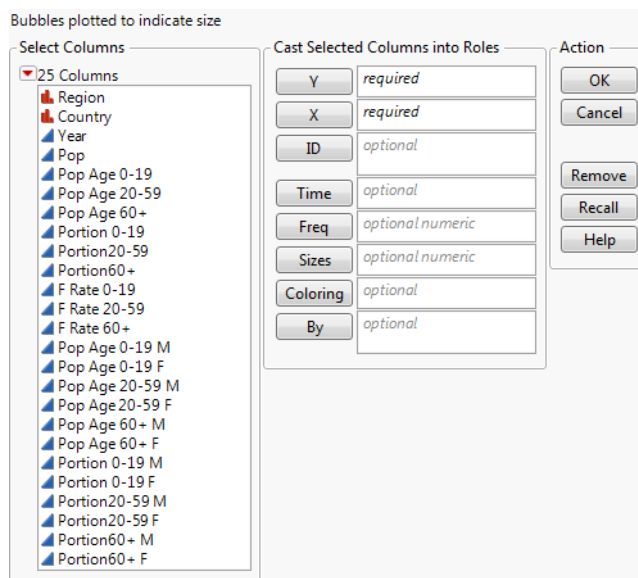 Bubbles plotted to indicate size
Select Columns
25 Columns
Region
Country
Year
Pop
Pop Age 0-19
Pop Age 20-59
Pop Age 60+
Portion 0-19
Portion20-59
Portion60+
F Rate 0-19
F Rate 20-59
F Rate 60+
Pop Age 0-19 M
Pop Age 0-19 F
Pop Age 20-59 M
Pop Age 20-59 F
Pop Age 60+ M
Pop Age 60+ F
Portion 0-19 M
Portion 0-19 F
Portion20-59 M
Portion20-59 F
Portion60+ M
Portion60+ F
Cast Selected Columns into Roles
Y required
X required
ID optional
Time optional
Freq optional numeric
Sizes optional numeric
Coloring optional
By optional
Action
OK
Cancel
Remove
Recall
Help